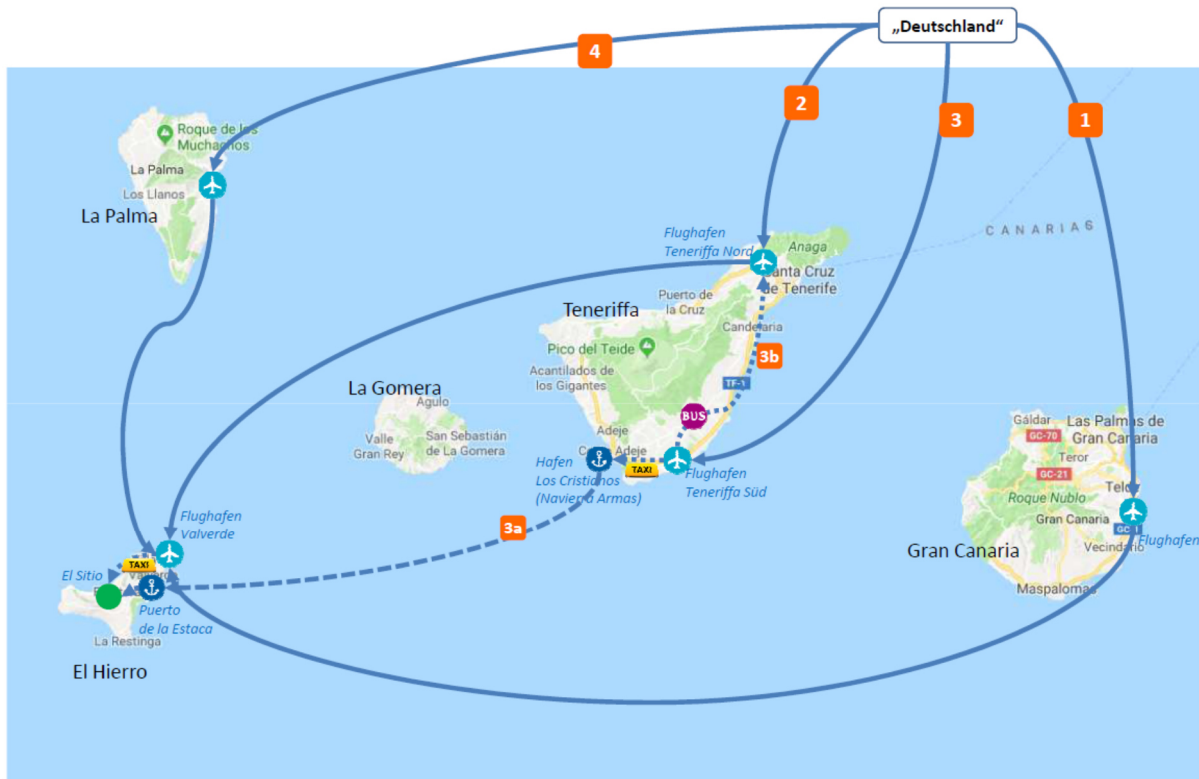 „Deutschland“
4
2
3
1
Roque de los
Muchachos
La Palma
Los Llanos
La Palma
CANARIAS
Flughafen
Teneriffa Nord
Anaga
Santa Cruz
de Tenerife
Puerto de
la Cruz
Teneriffa
Candelaria
Pico del Teide
3b
Acantilados de
los Gigantes
TF-1
La Gomera
Agulo
BUS
Valle
Gran Rey
San Sebastián
de La Gomera
Adeje
Adeje
TAXI
Hafen
Los Cristianos
(Navierra Armas)
Flughafen
Teneriffa Süd
Gáldar
Las Palmas de
Gran Canaria
GC-70
Teror
GC-21
Roque Nublo
Gran Canaria
Flughafen
Vecindario
Gran Canaria
Maspalomas
3a
Flughafen
Valverde
TAXI
El Sitio
Puerto
de la Estaca
La Restinga
El Hierro